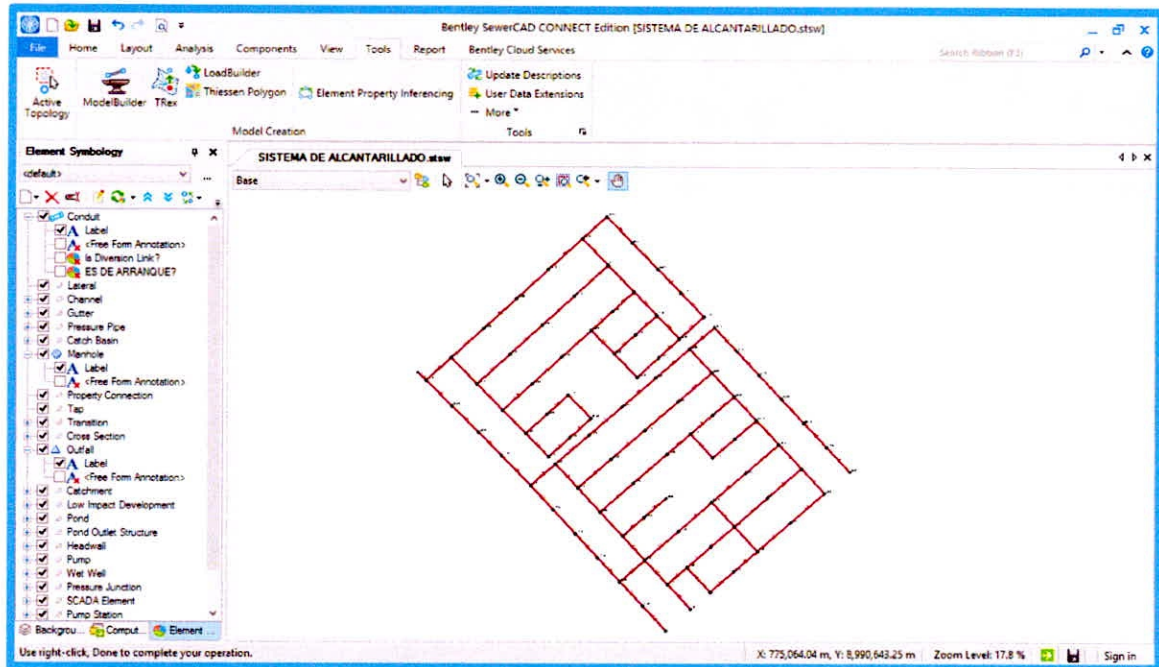 Bentley SewerCAD CONNECT Edition [SISTEMA DE ALCANTARILLADO.stsw]
File Home Layout Analysis Components View Tools Report Bentley Cloud Services Search Ribbon (F3)
Active Topology
ModelBuilder
TRex
LoadBuilder
Thiessen Polygon
Element Property Inferencing
Model Creation
Update Descriptions
User Data Extensions
More
Tools
Element Symbology
<default>
Conduit
Label
<Free Form Annotation>
Is Diversion Link?
ES DE ARRANQUE?
Lateral
Channel
Gutter
Pressure Pipe
Catch Basin
Manhole
Label
<Free Form Annotation>
Property Connection
Tap
Transition
Cross Section
Outfall
Label
<Free Form Annotation>
Catchment
Low Impact Development
Pond
Pond Outlet Structure
Headwall
Pump
Wet Well
Pressure Junction
SCADA Element
Pump Station
Backgrou... Comput... Element ...
SISTEMA DE ALCANTARILLADO.stsw
Base
Use right-click, Done to complete your operation.
X: 775,064.04 m, Y: 8,990,643.25 m Zoom Level: 17.8 % Sign in